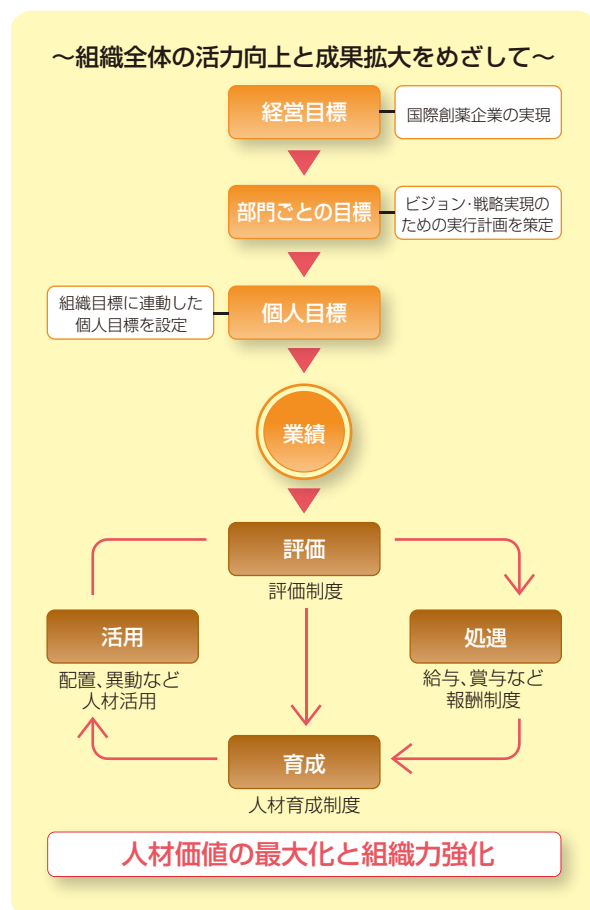 ～組織全体の活力向上と成果拡大をめざして～
経営目標
国際創薬企業の実現
部門ごとの目標
ビジョン・戦略実現の
ための実行計画を策定
組織目標に連動した
個人目標を設定
個人目標
業績
評価
評価制度
活用
配置、異動など
人材活用
処遇
給与、賞与など
報酬制度
育成
人材育成制度
人材価値の最大化と組織力強化